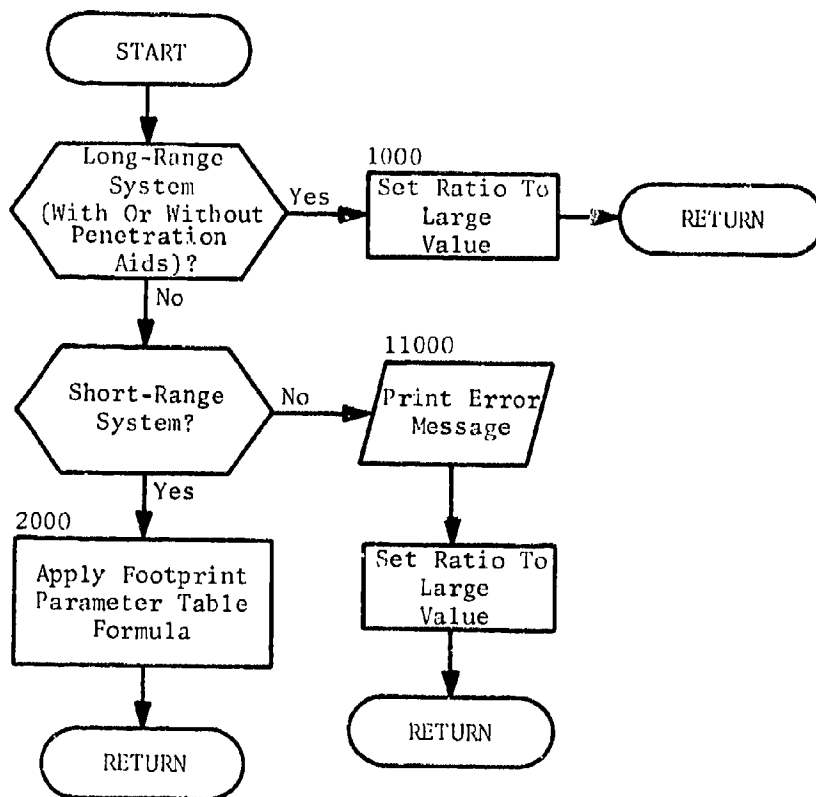 START
Long-Range
System
(With Or Without
Penetration
Aids)?
Yes
1000
Set Ratio To
Large
Value
RETURN
No
Short-Range
System?
No
11000
Print Error
Message
Yes
2000
Apply Footprint
Parameter Table
Formula
Set Ratio To
Large
Value
RETURN
RETURN